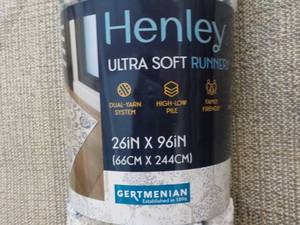 Henley
ULTRA SOFT RUNNER
DUAL-YARN
SYSTEM
HIGH-LOW
PILE
FAMILY
FRIENDLY
26IN X 96IN
(66CM X 244CM)
GERTMENIAN
Established in 1896